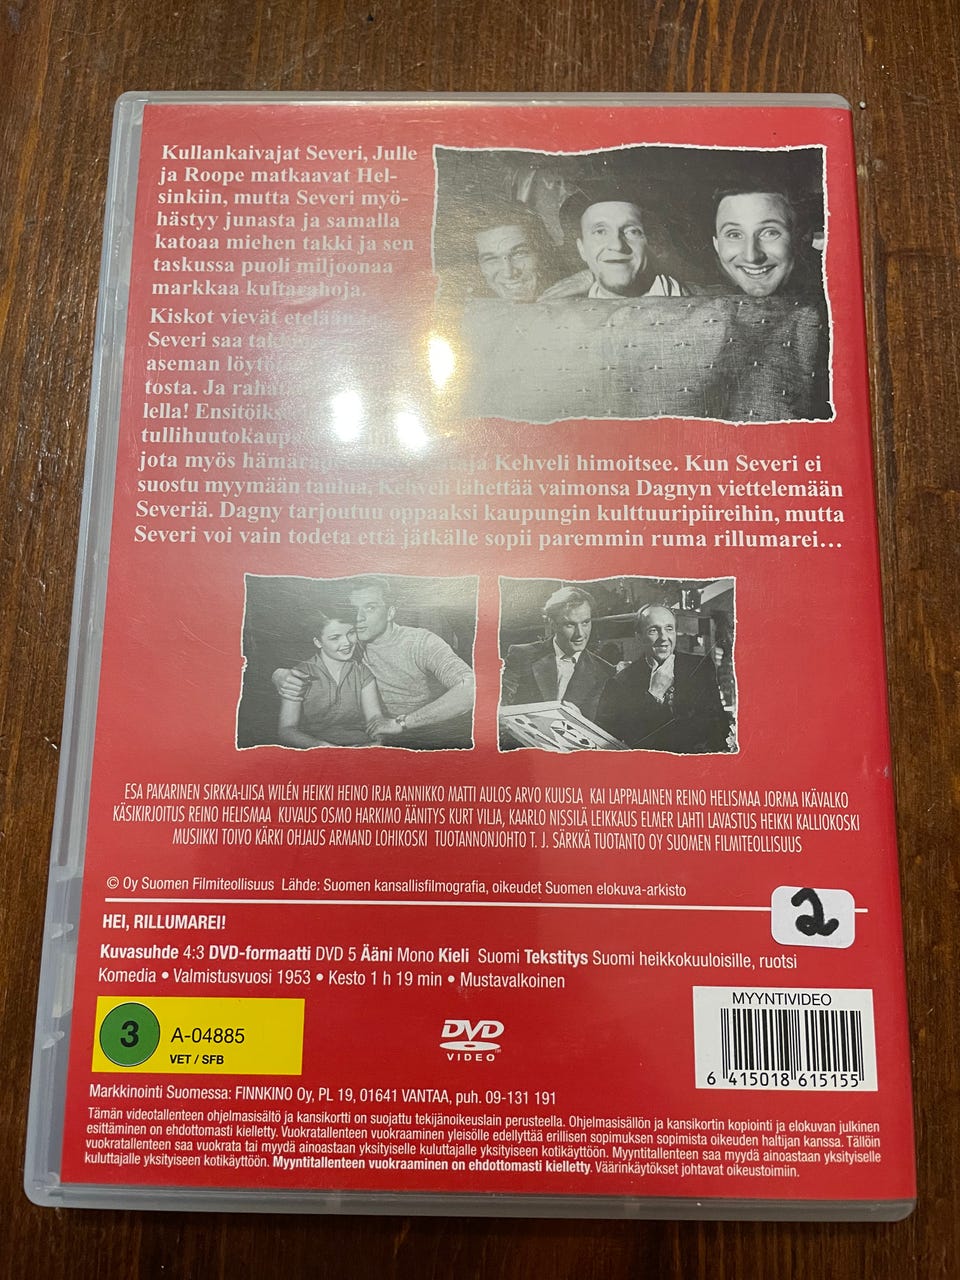 Kullankaivajat Severi, Julle
ja Roope matkaavat Hel-
sinkiin, mutta Severi myö-
hästyy junasta ja samalla
katoaa miehen takki ja sen
taskussa puoli miljoonaa
markkaa kultarahoja.
Kiskot vievät
Severi saa
aseman
tosta. Ja
lella!
jota myös Kehveli himoitsee. Kun Severi ei
suostu myymään taulua, Kehveli lähettää vaimonsa Dagnyn viettelemään
Severiä. Dagny tarjoutuu oppaaksi kaupungin kulttuuripiireihin, mutta
Severi voi vain todeta että jätkälle sopii paremmin ruma rillumarei...
ESA PAKARINEN SIRKKA-LIISA WILÉN HEIKKI HEINO IRJA RANNIKKO MATTI AULOS ARVO KUUSLA KAI LAPPALAINEN REINO HELISMAA JORMA IKÄVALKO
KÄSIKIRJOITUS REINO HELISMAA KUVAUS OSMO HARKIMO ÄÄNITYS KURT VILJA, KAARLO NISSILÄ LEIKKAUS ELMER LAHTI LAVASTUS HEIKKI KALLIOKOSKI
MUSIIKKI TOIVO KÄRKI OHJAUS ARMAND LOHIKOSKI TUOTANNONJOHTO T. J. SÄRKKÄ TUOTANTO OY SUOMEN FILMITEOLLISUUS
© Oy Suomen Filmiteollisuus Lähde: Suomen kansallisfilmografia, oikeudet Suomen elokuva-arkisto
2
HEI, RILLUMAREI!
Kuvasuhde 4:3 DVD-formaatti DVD 5 Ääni Mono Kieli Suomi Tekstitys Suomi heikkokuuloisille, ruotsi
Komedia • Valmistusvuosi 1953 • Kesto 1 h 19 min • Mustavalkoinen
3
A-04885
VET / SFB
DVD
VIDEO
MYYNTIVIDEO
6 415018 615155
Markkinointi Suomessa: FINNKINO Oy, PL 19, 01641 VANTAA, puh. 09-131 191
Tämän videotallenteen ohjelmasisältö ja kansikortti on suojattu tekijänoikeuslain perusteella. Ohjelmasisällön ja kansikortin kopiointi ja elokuvan julkinen
esittäminen on ehdottomasti kielletty. Vuokratallenteen vuokraaminen yleisölle edellyttää erillisen sopimuksen sopimista oikeuden haltijan kanssa. Tällöin
vuokratallenteen saa vuokrata tai myydä ainoastaan yksityiselle kuluttajalle yksityiseen kotikäyttöön. Myyntitallenteen saa myydä ainoastaan yksityiselle
kuluttajalle yksityiseen kotikäyttöön. Myyntitallenteen vuokraaminen on ehdottomasti kielletty. Väärinkäytökset johtavat oikeustoimiin.